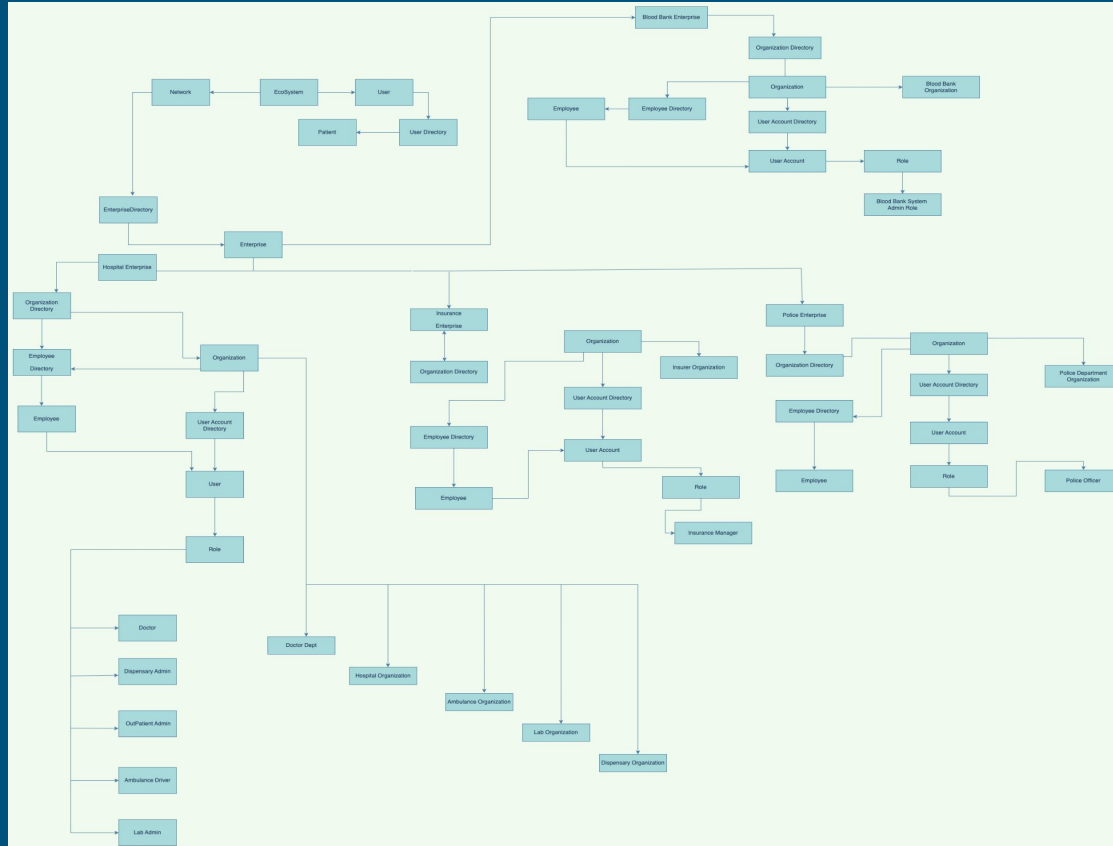 Blood Bank Enterprise
Organization Directory
Network
EcoSystem
User
Organization
Blood Bank
Organization
Employee
Employee Directory
User Account Directory
Patient
User Directory
User Account
Role
EnterpriseDirectory
Blood Bank System
Admin Role
Enterprise
Hospital Enterprise
Organization
Directory
Insurance
Enterprise
Police Enterprise
Employee
Directory
Organization
Organization Directory
Organization
Insurer Organization
Organization Directory
Organization
Police Department
Organization
Employee
User Account
Directory
User Account Directory
Employee Directory
User Account
User Account Directory
Employee Directory
User Account
User
Employee
Role
Employee
Role
Police Officer
Role
Insurance Manager
Doctor
Doctor Dept
Dispensary Admin
Hospital Organization
Ambulance Organization
OutPatient Admin
Lab Organization
Dispensary Organization
Ambulance Driver
Lab Admin